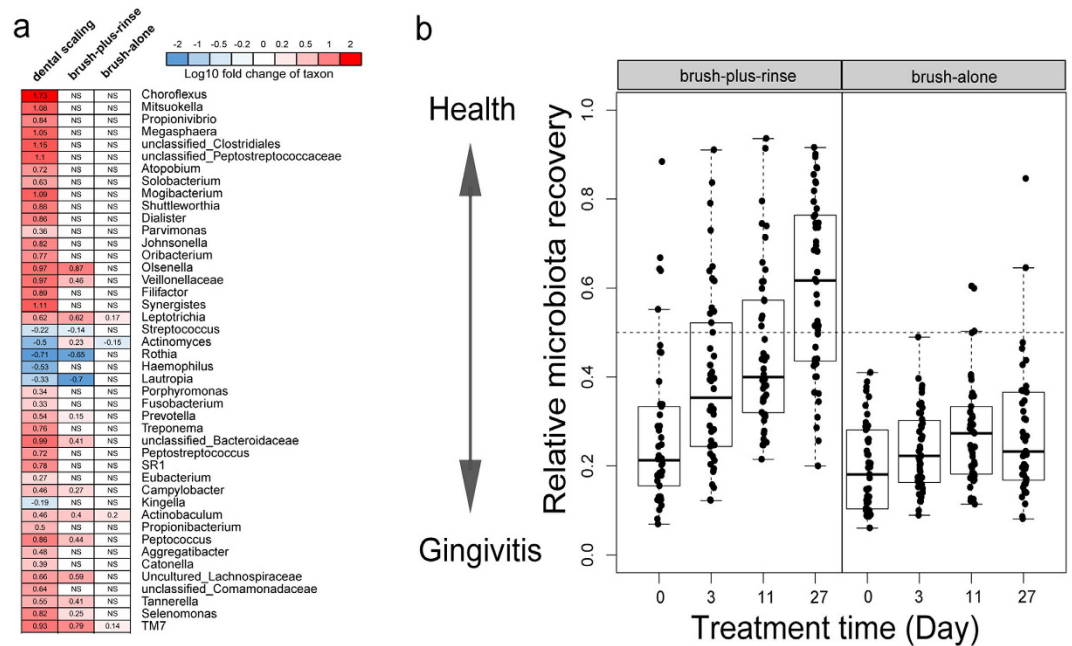 a
dental scaling
brush-plus-rinse
brush-alone
-2 -1 -0.5 -0.2 0 0.2 0.5 1 2
Log10 fold change of taxon
1.73 NS NS Choroflexus
1.08 NS NS Mitsuokella
0.84 NS NS Propionivibrio
1.05 NS NS Megasphaera
1.15 NS NS unclassified_Clostridiales
1.1 NS NS unclassified_Peptostreptococcaceae
0.72 NS NS Atopobium
0.63 NS NS Solobacterium
1.09 NS NS Mogibacterium
0.88 NS NS Shuttleworthia
0.86 NS NS Dialister
0.36 NS NS Parvimonas
0.82 NS NS Johnsonella
0.77 NS NS Oribacterium
0.97 0.87 NS Olsenella
0.97 0.46 NS Veillonellaceae
0.89 NS NS Filifactor
1.11 NS NS Synergistes
0.62 0.62 0.17 Leptotrichia
-0.22 -0.14 NS Streptococcus
-0.5 0.23 -0.15 Actinomyces
-0.71 -0.65 NS Rothia
-0.53 NS NS Haemophilus
-0.33 -0.7 NS Lautropia
0.34 NS NS Porphyromonas
0.33 NS NS Fusobacterium
0.54 0.15 NS Prevotella
0.76 NS NS Treponema
0.99 0.41 NS unclassified_Bacteroidaceae
0.72 NS NS Peptostreptococcus
0.78 NS NS SR1
0.27 NS NS Eubacterium
0.46 0.27 NS Campylobacter
-0.19 NS NS Kingella
0.46 0.4 0.2 Actinobaculum
0.5 NS NS Propionibacterium
0.86 0.44 NS Peptococcus
0.48 NS NS Aggregatibacter
0.39 NS NS Catonella
0.66 0.59 NS Uncultured_Lachnospiraceae
0.64 NS NS unclassified_Comamonadaceae
0.55 0.41 NS Tannerella
0.82 0.25 NS Selenomonas
0.93 0.79 0.14 TM7
b
brush-plus-rinse brush-alone
Health
Gingivitis
Relative microbiota recovery
1.0
0.8
0.6
0.4
0.2
0.0
0 3 11 27 0 3 11 27
Treatment time (Day)